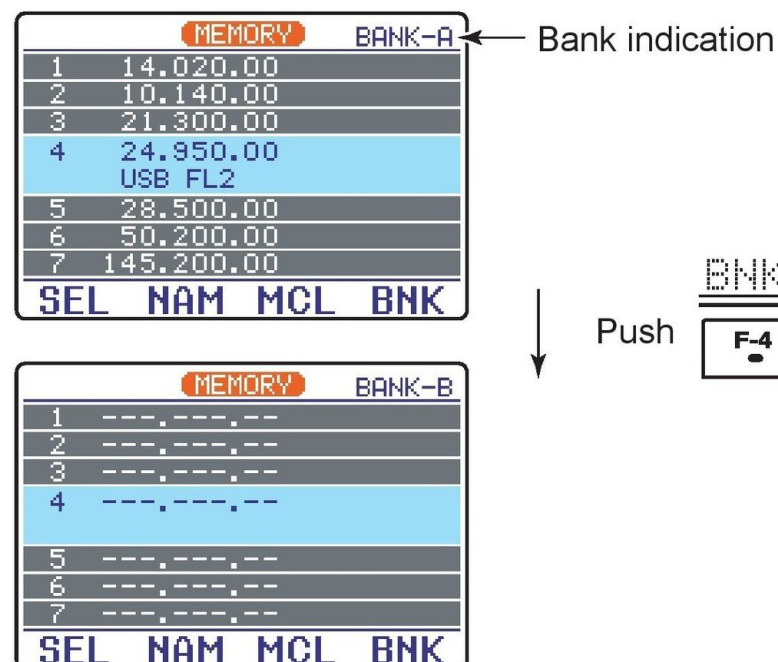 MEMORY BANK-A Bank indication
1 14.020.00
2 10.140.00
3 21.300.00
4 24.950.00
USB FL2
5 28.500.00
6 50.200.00
7 145.200.00
SEL NAM MCL BNK
BNK
Push F-4
MEMORY BANK-B
1 ---.---.--
2 ---.---.--
3 ---.---.--
4 ---.---.--
5 ---.---.--
6 ---.---.--
7 ---.---.--
SEL NAM MCL BNK